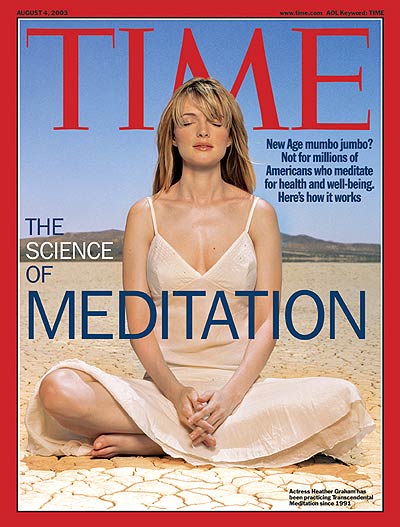 AUGUST 4, 2003
www.time.com AOL Keyword: TIME
TIME
New Age mumbo jumbo?
Not for millions of
Americans who meditate
for health and well-being.
Here's how it works
THE
SCIENCE
OF
MEDITATION
Actress Heather Graham has
been practicing Transcendental
Meditation since 1991